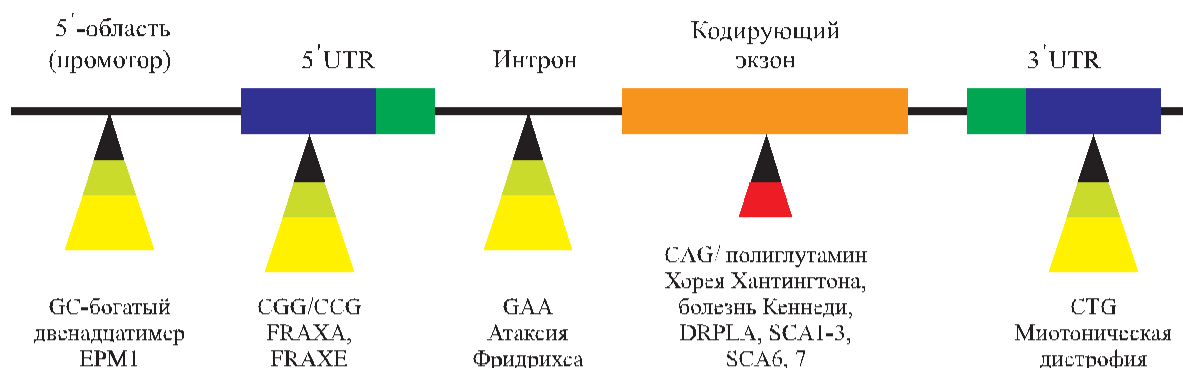 5'-область
(промотор)
5'UTR
Интрон
Кодирующий
экзон
3'UTR
GC-богатый
двенадцатимер
EPM1
CGG/CCG
FRAXA,
FRAXE
GAA
Атаксия
Фридрихса
CAG/ полиглутамин
Хорея Хантингтона,
болезнь Кеннеди,
DRPLA, SCA1-3,
SCA6, 7
CTG
Миотоническая
дистрофия